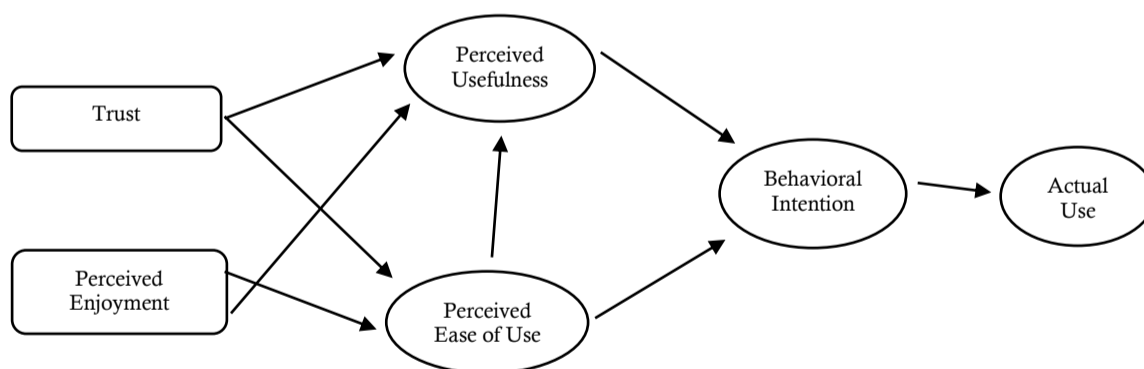 Trust
Perceived
Enjoyment
Perceived
Usefulness
Perceived
Ease of Use
Behavioral
Intention
Actual
Use